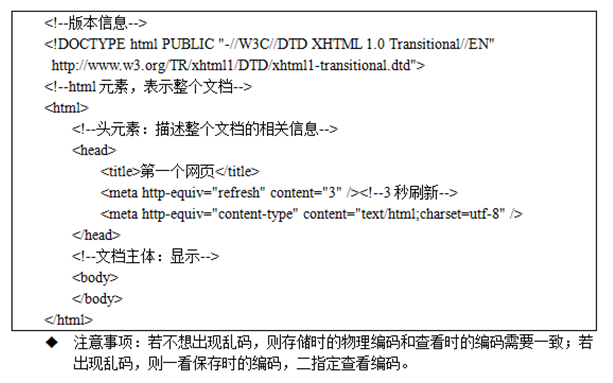 <!--版本信息-->
<!DOCTYPE html PUBLIC "-//W3C//DTD XHTML 1.0 Transitional//EN"
http://www.w3.org/TR/xhtml1/DTD/xhtml1-transitional.dtd">
<!--html 元素，表示整个文档-->
<html>
<!--头元素：描述整个文档的相关信息-->
<head>
<title>第一个网页</title>
<meta http-equiv="refresh" content="3" /><!--3 秒刷新-->
<meta http-equiv="content-type" content="text/html;charset=utf-8" />
</head>
<!--文档主体：显示-->
<body>
</body>
</html>
◆ 注意事项：若不想出现乱码，则存储时的物理编码和查看时的编码需要一致；若
出现乱码，则一看保存时的编码，二指定查看编码。